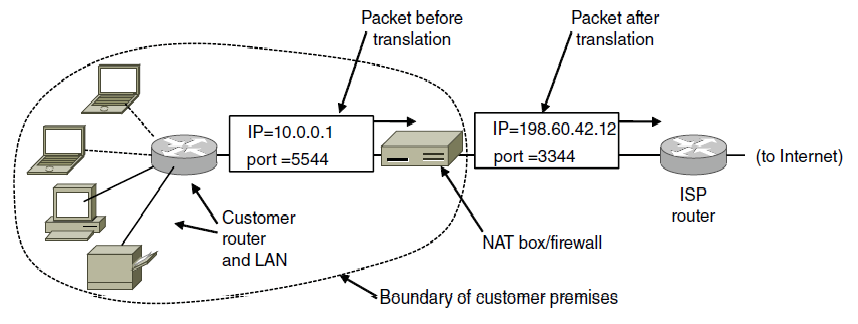 Packet before
translation
Packet after
translation
IP=10.0.0.1
port =5544
IP=198.60.42.12
port =3344
(to Internet)
ISP
router
Customer
router
and LAN
NAT box/firewall
Boundary of customer premises